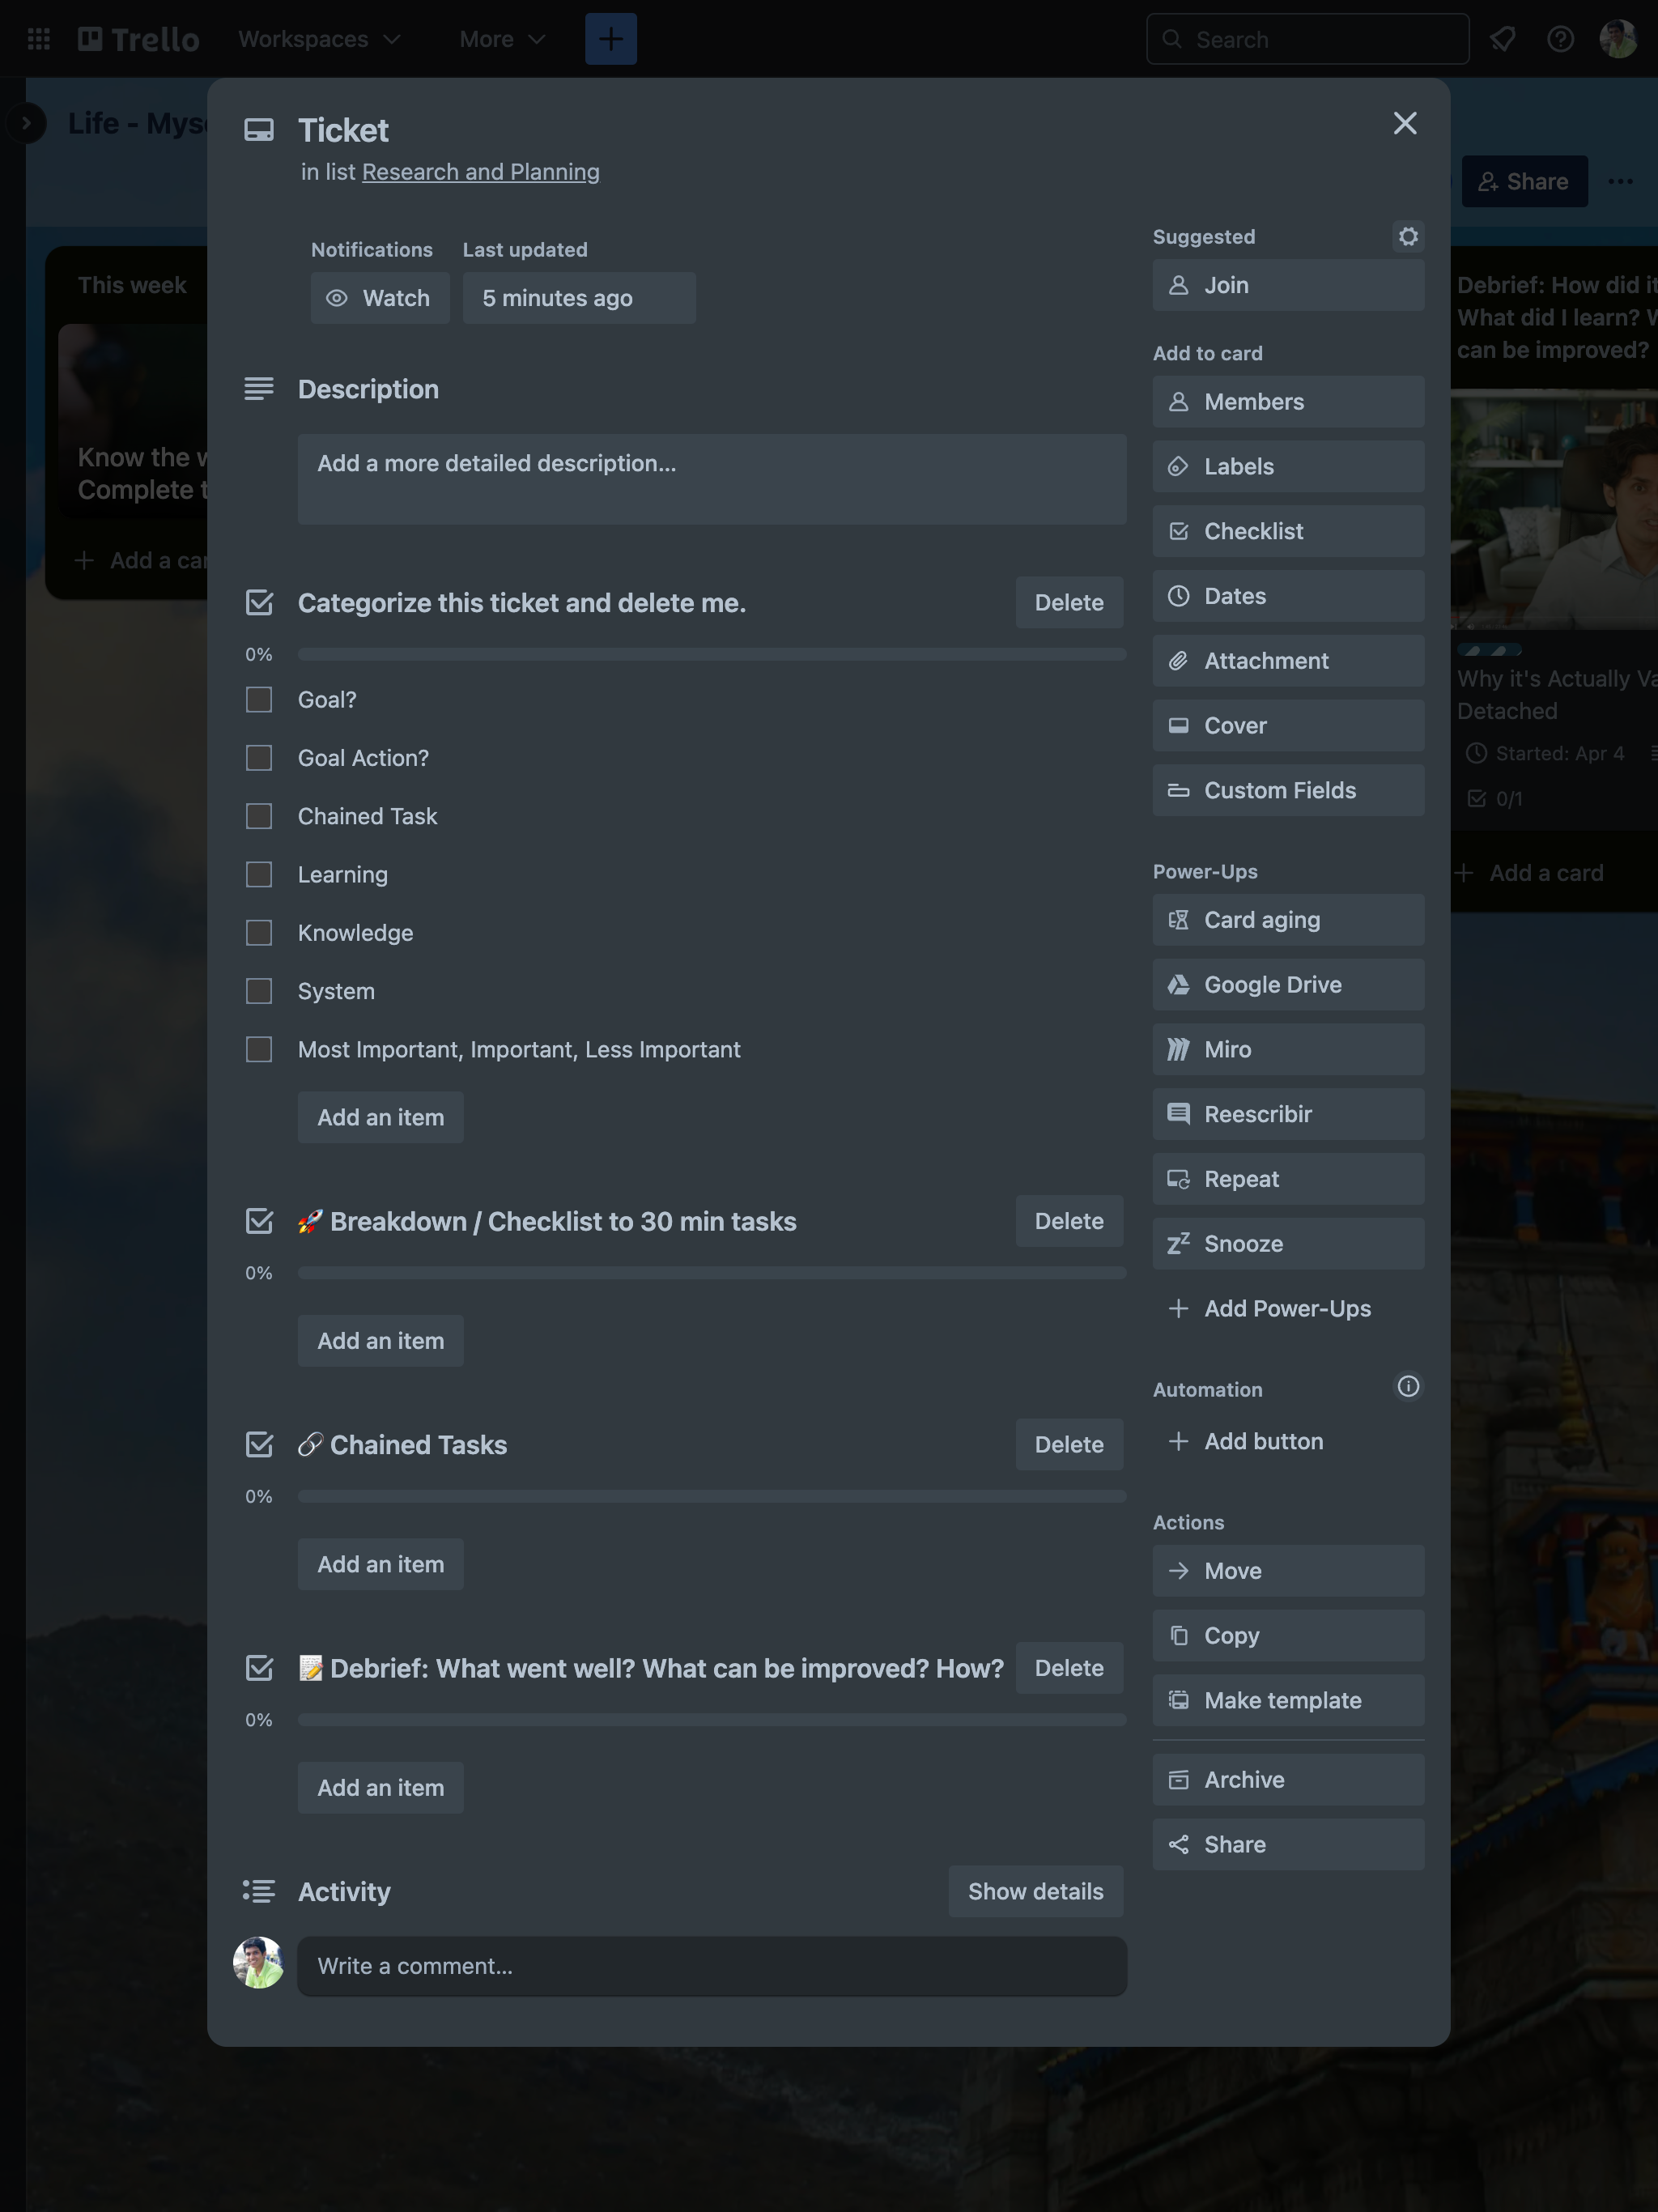 Trello
Workspaces
More
Search
Life - Mys
Share
This week
Know the
Complete
Add a
Ticket
in list Research and Planning
Notifications
Last updated
Watch
5 minutes ago
Description
Add a more detailed description...
Categorize this ticket and delete me.
Delete
0%
Goal?
Goal Action?
Chained Task
Learning
Knowledge
System
Most Important, Important, Less Important
Add an item
🚀 Breakdown / Checklist to 30 min tasks
Delete
0%
Add an item
🔗 Chained Tasks
Delete
0%
Add an item
📝 Debrief: What went well? What can be improved? How?
Delete
0%
Add an item
Activity
Show details
Write a comment...
Suggested
Join
Add to card
Members
Labels
Checklist
Dates
Attachment
Cover
Custom Fields
Power-Ups
Card aging
Google Drive
Miro
Reescribir
Repeat
Snooze
Add Power-Ups
Automation
Add button
Actions
Move
Copy
Make template
Archive
Share
Debrief: How did it
What did I learn? W
can be improved?
Why it's Actually Va
Detached
Started: Apr 4
0/1
Add a card